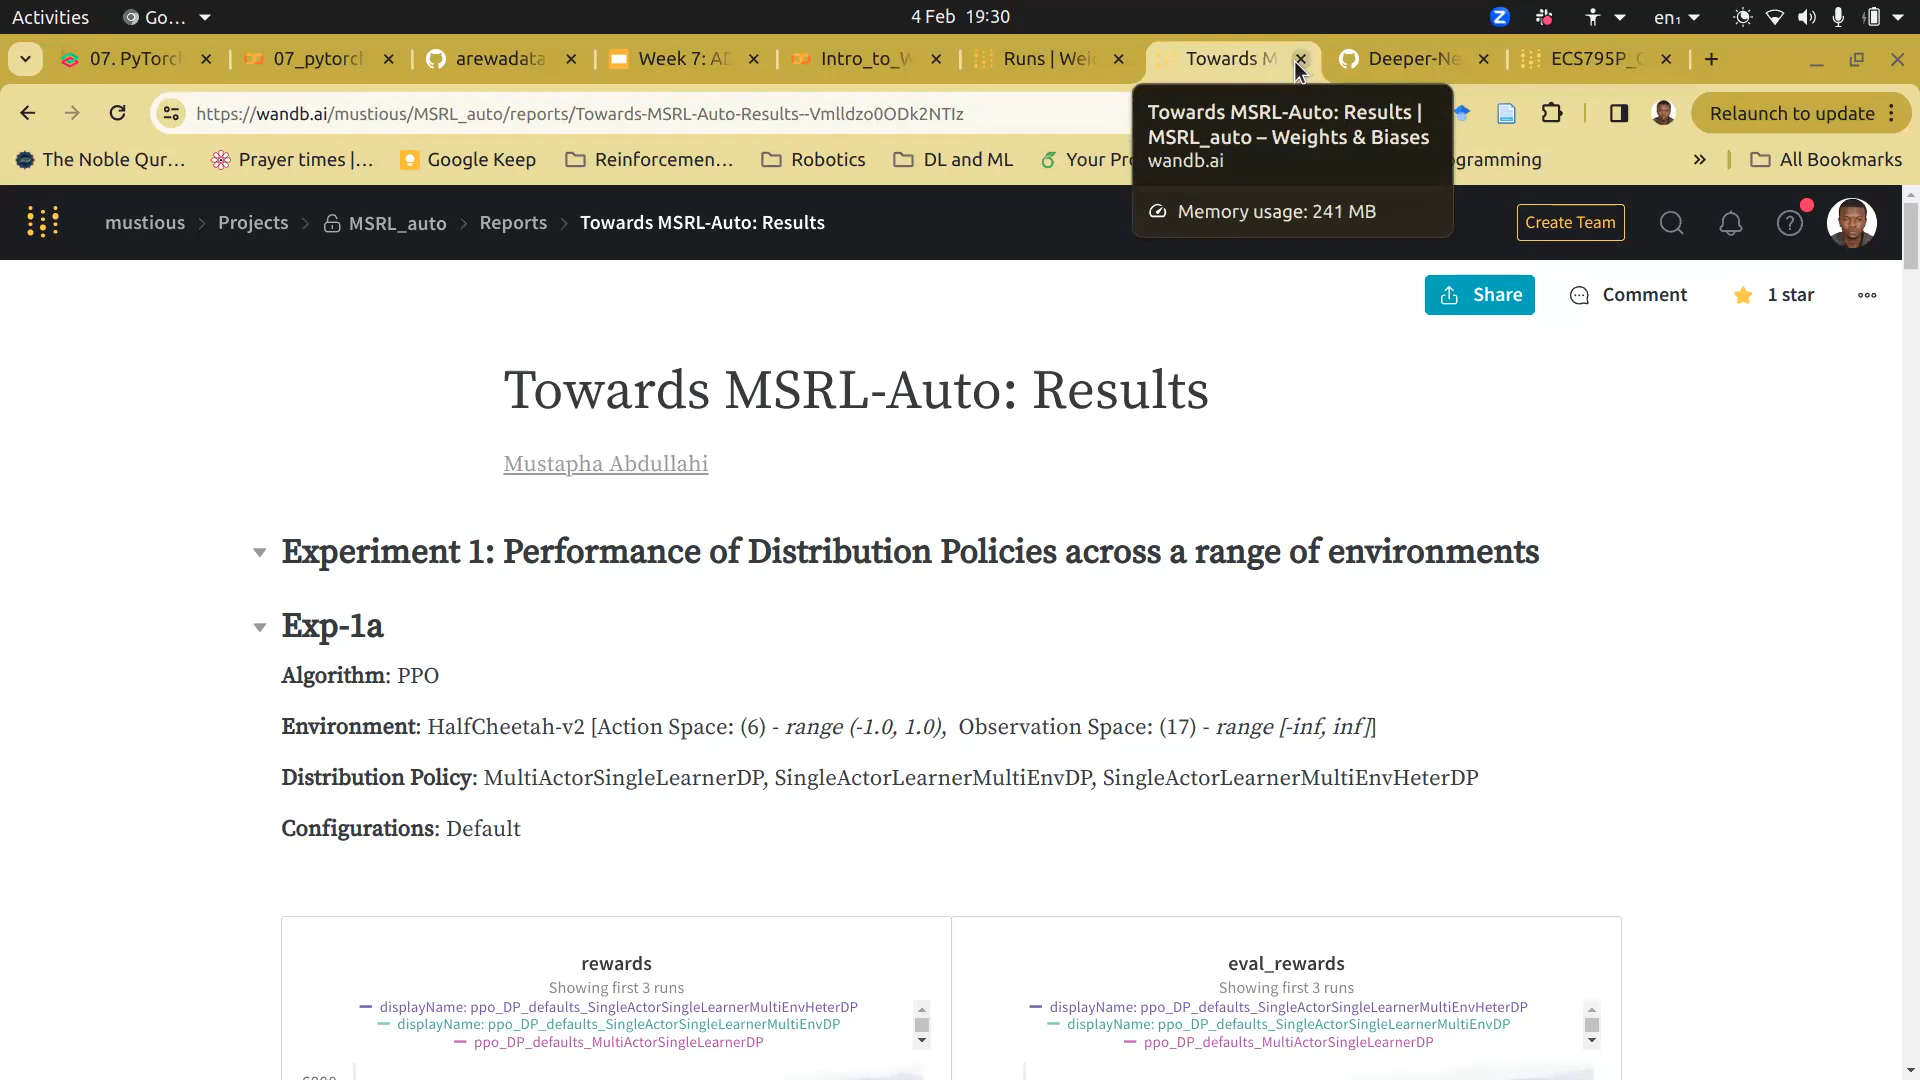 Activities
Go...
4 Feb 19:30
en₁
07. PyTorc
07_pytorch
arewadata
Week 7: A
Intro_to_W
Runs | Wei
Towards M
Deeper-Ne
ECS795P_
https://wandb.ai/mustious/MSRL_auto/reports/Towards-MSRL-Auto-Results--Vmlldzo0ODk2NTIz
Relaunch to update
The Noble Qur...
Prayer times |...
Google Keep
Reinforcemen...
Robotics
DL and ML
Your Pr
gramming
»
All Bookmarks
Towards MSRL-Auto: Results |
MSRL_auto – Weights & Biases
wandb.ai
Memory usage: 241 MB
mustious > Projects > MSRL_auto > Reports > Towards MSRL-Auto: Results
Create Team
Share
Comment
1 star
Towards MSRL-Auto: Results
Mustapha Abdullahi
Experiment 1: Performance of Distribution Policies across a range of environments
Exp-1a
Algorithm: PPO
Environment: HalfCheetah-v2 [Action Space: (6) - range (-1.0, 1.0), Observation Space: (17) - range [-inf, inf]]
Distribution Policy: MultiActorSingleLearnerDP, SingleActorLearnerMultiEnvDP, SingleActorLearnerMultiEnvHeterDP
Configurations: Default
rewards
Showing first 3 runs
displayName: ppo_DP_defaults_SingleActorSingleLearnerMultiEnvHeterDP
displayName: ppo_DP_defaults_SingleActorSingleLearnerMultiEnvDP
ppo_DP_defaults_MultiActorSingleLearnerDP
eval_rewards
Showing first 3 runs
displayName: ppo_DP_defaults_SingleActorSingleLearnerMultiEnvHeterDP
displayName: ppo_DP_defaults_SingleActorSingleLearnerMultiEnvDP
ppo_DP_defaults_MultiActorSingleLearnerDP